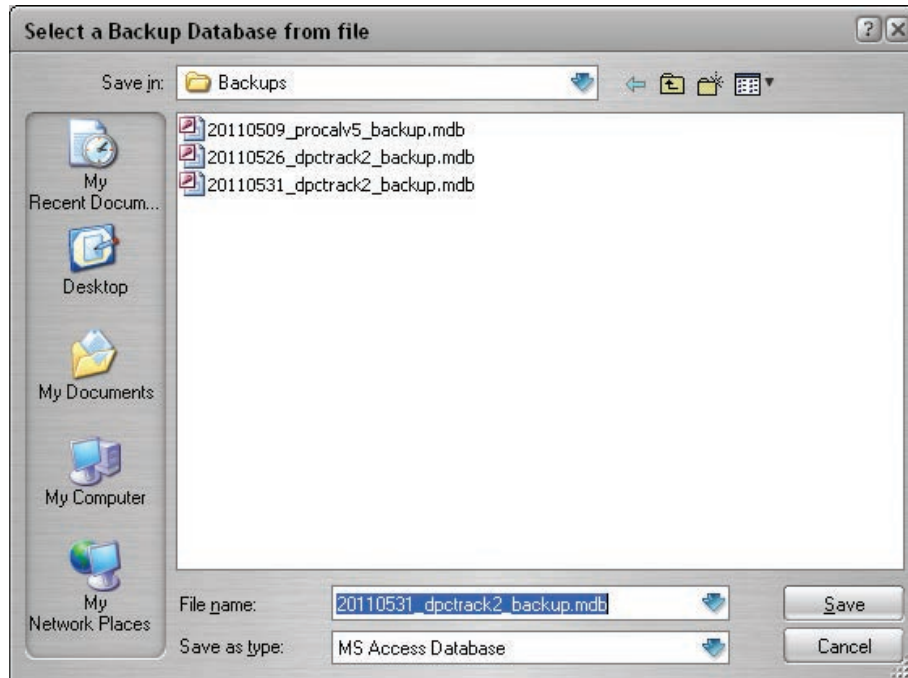 Select a Backup Database from file
Save in:
Backups
20110509_procalv5_backup.mdb
20110526_dpctrack2_backup.mdb
20110531_dpctrack2_backup.mdb
My
Recent Docum...
Desktop
My Documents
My Computer
My
Network Places
File name:
20110531_dpctrack2_backup.mdb
Save
Save as type:
MS Access Database
Cancel